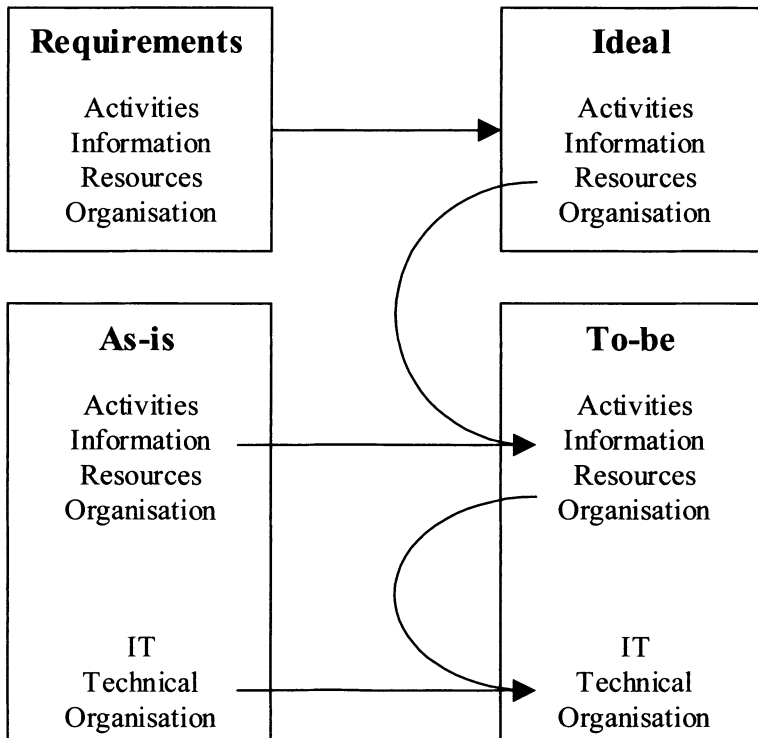 Requirements
Activities
Information
Resources
Organisation
Ideal
Activities
Information
Resources
Organisation
As-is
Activities
Information
Resources
Organisation
IT
Technical
Organisation
To-be
Activities
Information
Resources
Organisation
IT
Technical
Organisation